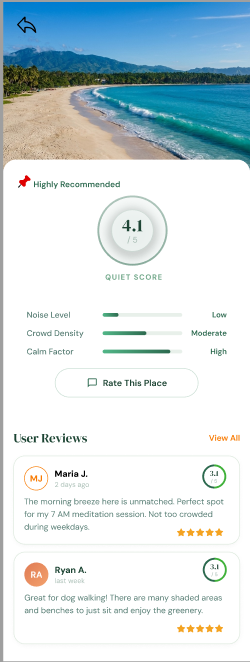 Highly Recommended
4.1
/ 5
QUIET SCORE
Noise Level Low
Crowd Density Moderate
Calm Factor High
Rate This Place
User Reviews View All
MJ Maria J. 3.1
2 days ago / 5
The morning breeze here is unmatched. Perfect spot
for my 7 AM meditation session. Not too crowded
during weekdays.
RA Ryan A. 3.1
last week / 5
Great for dog walking! There are many shaded areas
and benches to just sit and enjoy the greenery.